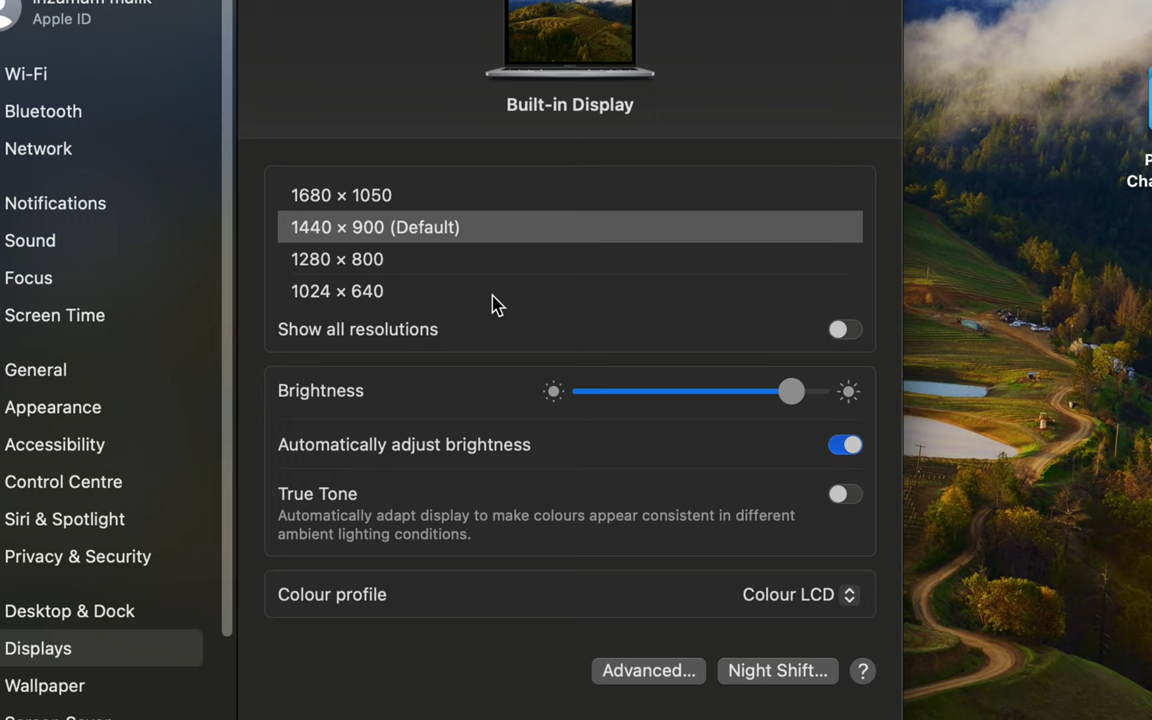 Apple ID
Wi-Fi
Bluetooth
Network
Notifications
Sound
Focus
Screen Time
General
Appearance
Accessibility
Control Centre
Siri & Spotlight
Privacy & Security
Desktop & Dock
Displays
Wallpaper
Built-in Display
1680 × 1050
1440 × 900 (Default)
1280 × 800
1024 × 640
Show all resolutions
Brightness
Automatically adjust brightness
True Tone
Automatically adapt display to make colours appear consistent in different
ambient lighting conditions.
Colour profile
Colour LCD
Advanced...
Night Shift...
?